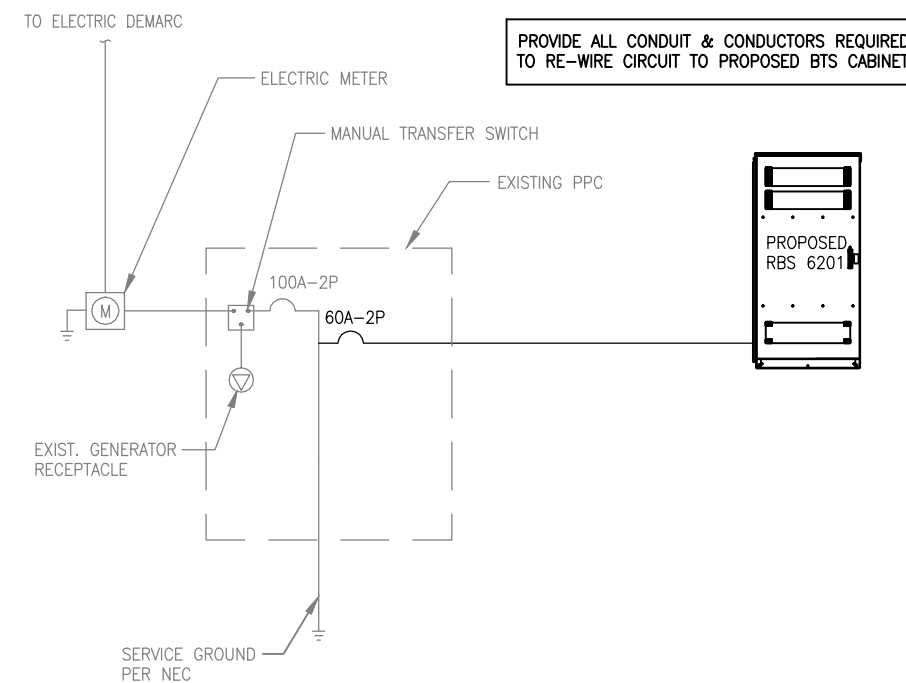 TO ELECTRIC DEMARC
PROVIDE ALL CONDUIT & CONDUCTORS REQUIRED
TO RE-WIRE CIRCUIT TO PROPOSED BTS CABINET
ELECTRIC METER
MANUAL TRANSFER SWITCH
EXISTING PPC
PROPOSED
RBS 6201
100A-2P
60A-2P
M
EXIST. GENERATOR
RECEPTACLE
SERVICE GROUND
PER NEC